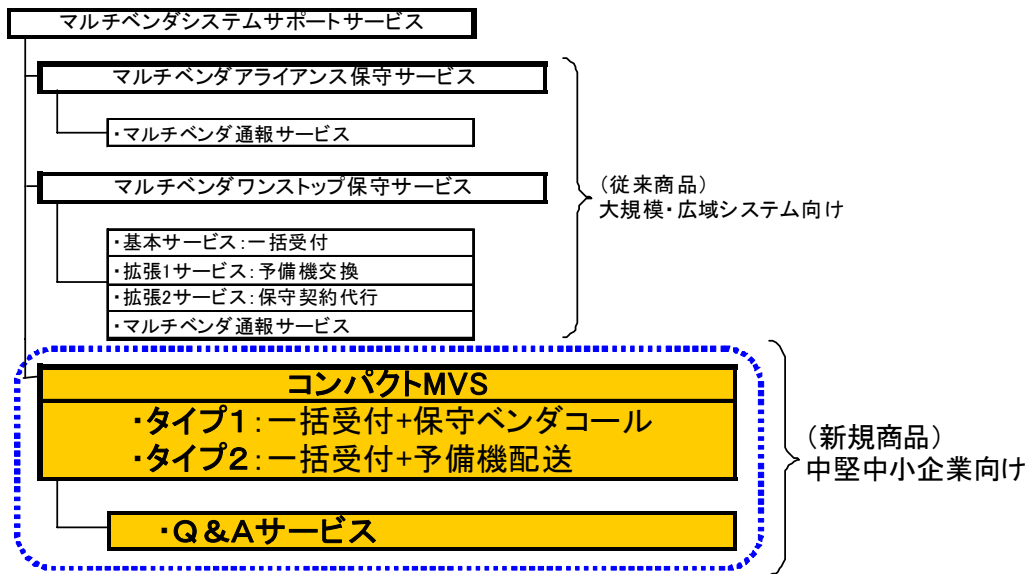 マルチベンダシステムサポートサービス
マルチベンダアライアンス保守サービス
・マルチベンダ通報サービス
マルチベンダワンストップ保守サービス
・基本サービス:一括受付
・拡張1サービス:予備機交換
・拡張2サービス:保守契約代行
・マルチベンダ通報サービス
(従来商品)
大規模・広域システム向け
コンパクトMVS
・タイプ1:一括受付+保守ベンダコール
・タイプ2:一括受付+予備機配送
・Q&Aサービス
(新規商品)
中堅中小企業向け